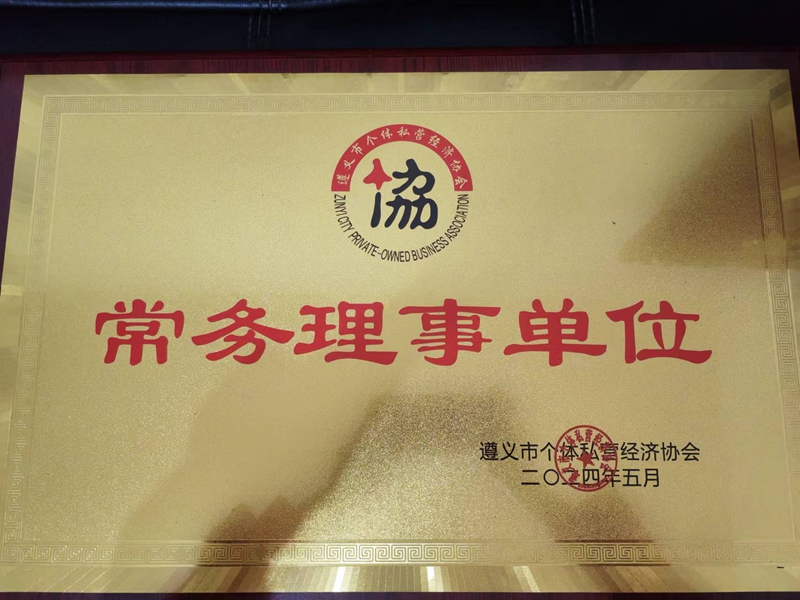 遵义市个体私营经济协会
協
ZUNYI CITY PRIVATE-OWNED BUSINESS ASSOCIATION
常务理事单位
遵义市个体私营经济协会
二〇二四年五月